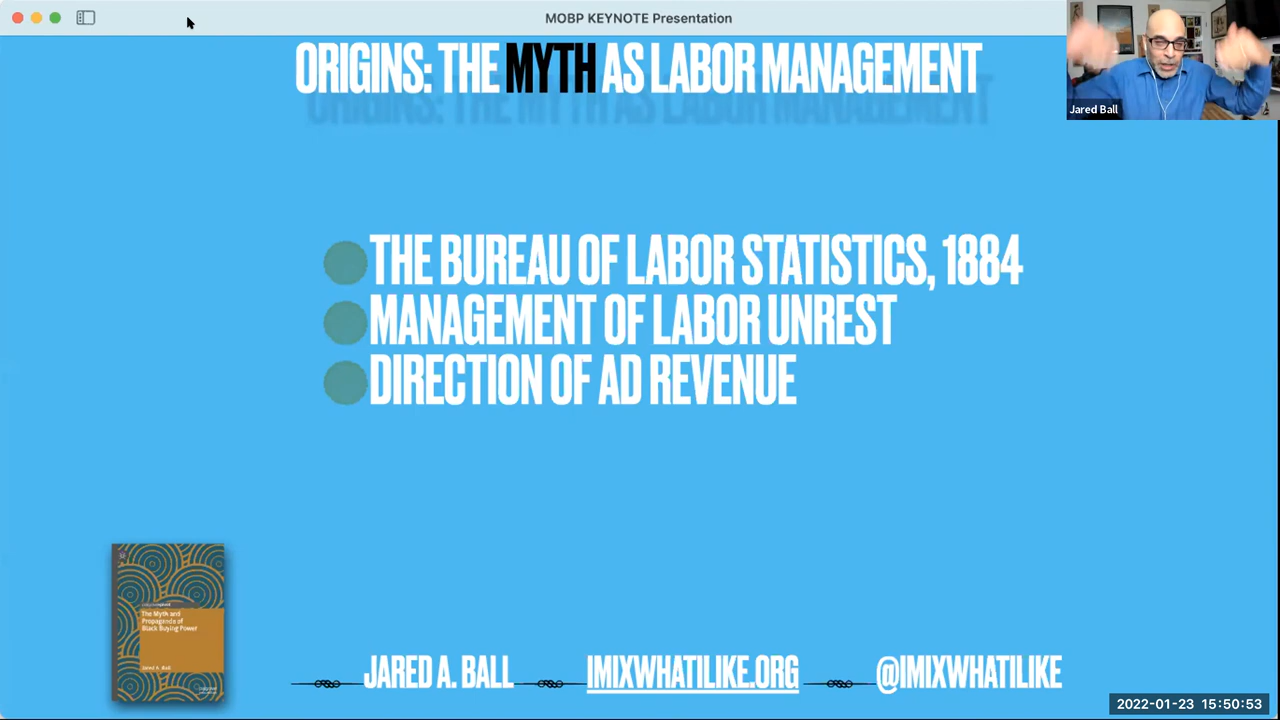 MOBP KEYNOTE Presentation
ORIGINS: THE MYTH AS LABOR MANAGEMENT
Jared Ball
THE BUREAU OF LABOR STATISTICS, 1884
MANAGEMENT OF LABOR UNREST
DIRECTION OF AD REVENUE
The Myth and
Propaganda of
Black Buying Power
Jared A. Ball
JARED A. BALL
IMIXWHATILIKE.ORG
@IMIXWHATILIKE
2022-01-23 15:50:53